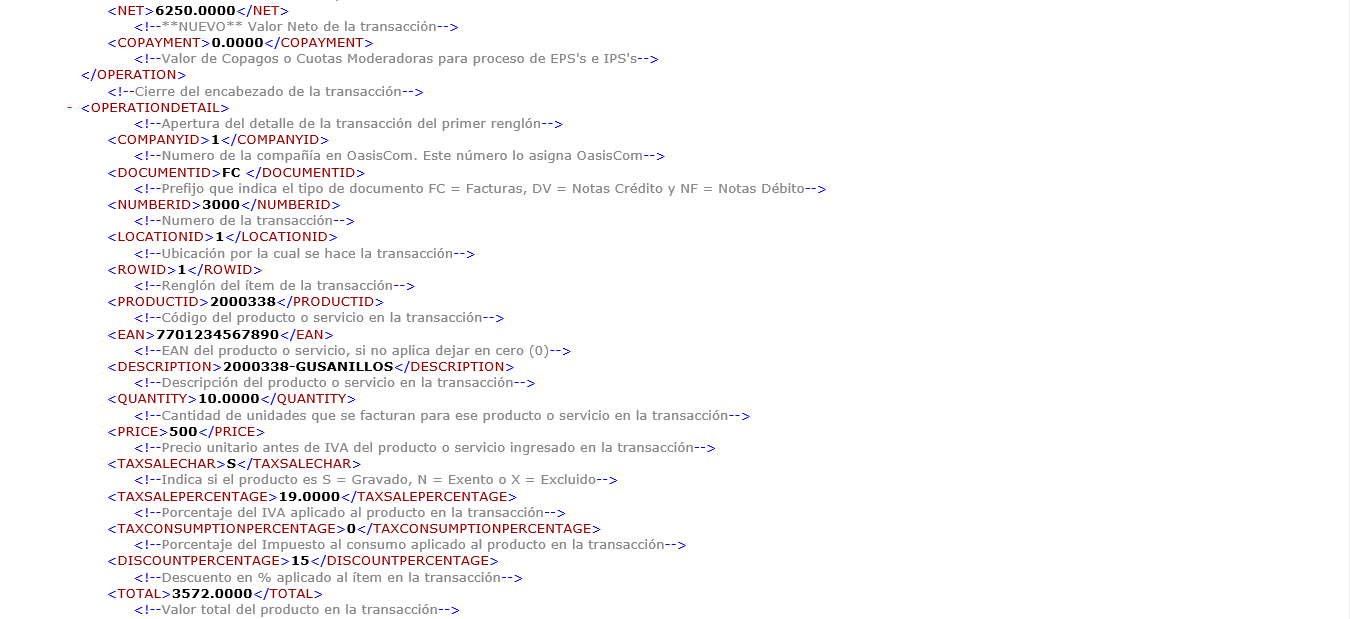 <NET>6250.0000</NET>
<!--**NUEVO** Valor Neto de la transacción-->
<COPAYMENT>0.0000</COPAYMENT>
<!--Valor de Copagos o Cuotas Moderadoras para proceso de EPS's e IPS's-->
</OPERATION>
<!--Cierre del encabezado de la transacción-->
- <OPERATIONDETAIL>
<!--Apertura del detalle de la transacción del primer renglón-->
<COMPANYID>1</COMPANYID>
<!--Numero de la compañía en OasisCom. Este número lo asigna OasisCom-->
<DOCUMENTID>FC </DOCUMENTID>
<!--Prefijo que indica el tipo de documento FC = Facturas, DV = Notas Crédito y NF = Notas Débito-->
<NUMBERID>3000</NUMBERID>
<!--Numero de la transacción-->
<LOCATIONID>1</LOCATIONID>
<!--Ubicación por la cual se hace la transacción-->
<ROWID>1</ROWID>
<!--Renglón del ítem de la transacción-->
<PRODUCTID>2000338</PRODUCTID>
<!--Código del producto o servicio en la transacción-->
<EAN>7701234567890</EAN>
<!--EAN del producto o servicio, si no aplica dejar en cero (0)-->
<DESCRIPTION>2000338-GUSANILLOS</DESCRIPTION>
<!--Descripción del producto o servicio en la transacción-->
<QUANTITY>10.0000</QUANTITY>
<!--Cantidad de unidades que se facturan para ese producto o servicio en la transacción-->
<PRICE>500</PRICE>
<!--Precio unitario antes de IVA del producto o servicio ingresado en la transacción-->
<TAXSALECHAR>S</TAXSALECHAR>
<!--Indica si el producto es S = Gravado, N = Exento o X = Excluido-->
<TAXSALEPERCENTAGE>19.0000</TAXSALEPERCENTAGE>
<!--Porcentaje del IVA aplicado al producto en la transacción-->
<TAXCONSUMPTIONPERCENTAGE>0</TAXCONSUMPTIONPERCENTAGE>
<!--Porcentaje del Impuesto al consumo aplicado al producto en la transacción-->
<DISCOUNTPERCENTAGE>15</DISCOUNTPERCENTAGE>
<!--Descuento en % aplicado al ítem en la transacción-->
<TOTAL>3572.0000</TOTAL>
<!--Valor total del producto en la transacción-->